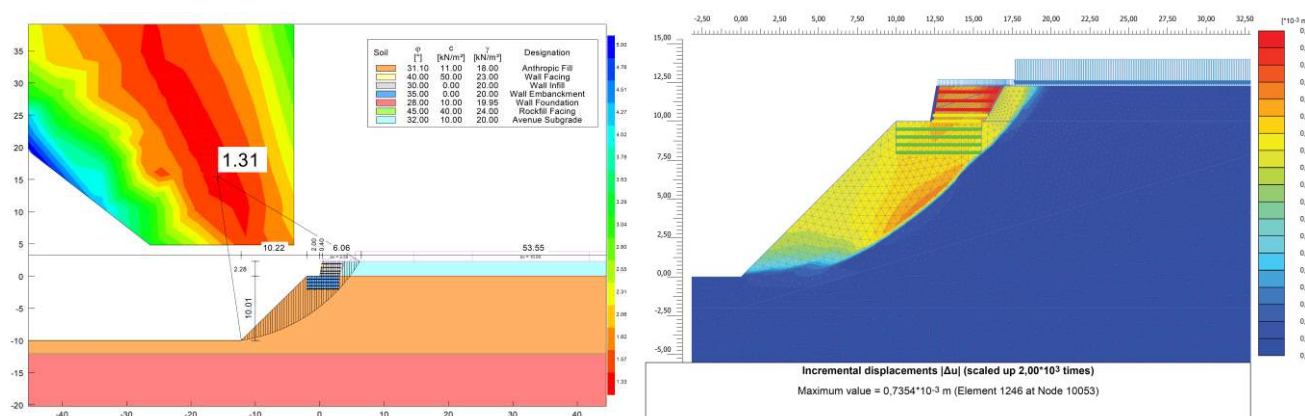 Soil φ c γ Designation
[°] [kN/m²] [kN/m³]
31.10 11.00 18.00 Anthropic Fill
40.00 50.00 23.00 Wall Facing
30.00 0.00 20.00 Wall Infill
35.00 0.00 20.00 Wall Embanckment
28.00 10.00 19.95 Wall Foundation
45.00 40.00 24.00 Rockfill Facing
32.00 10.00 20.00 Avenue Subgrade
35
30
25
20
15
10
5
0
-5
-10
-15
-20
1.31
10.22
2.00
0.40
6.06
53.55
2.28
10.01
-40
-30
-20
-10
0
10
20
30
40
-2,50 0,00 2,50 5,00 7,50 10,00 12,50 15,00 17,50 20,00 22,50 25,00 27,50 30,00 32,50
[*10⁻³ m]
15,00
12,50
10,00
7,50
5,00
2,50
0,00
-2,50
-5,00
Incremental displacements |Δu| (scaled up 2,00*10³ times)
Maximum value = 0,7354*10⁻³ m (Element 1246 at Node 10053)